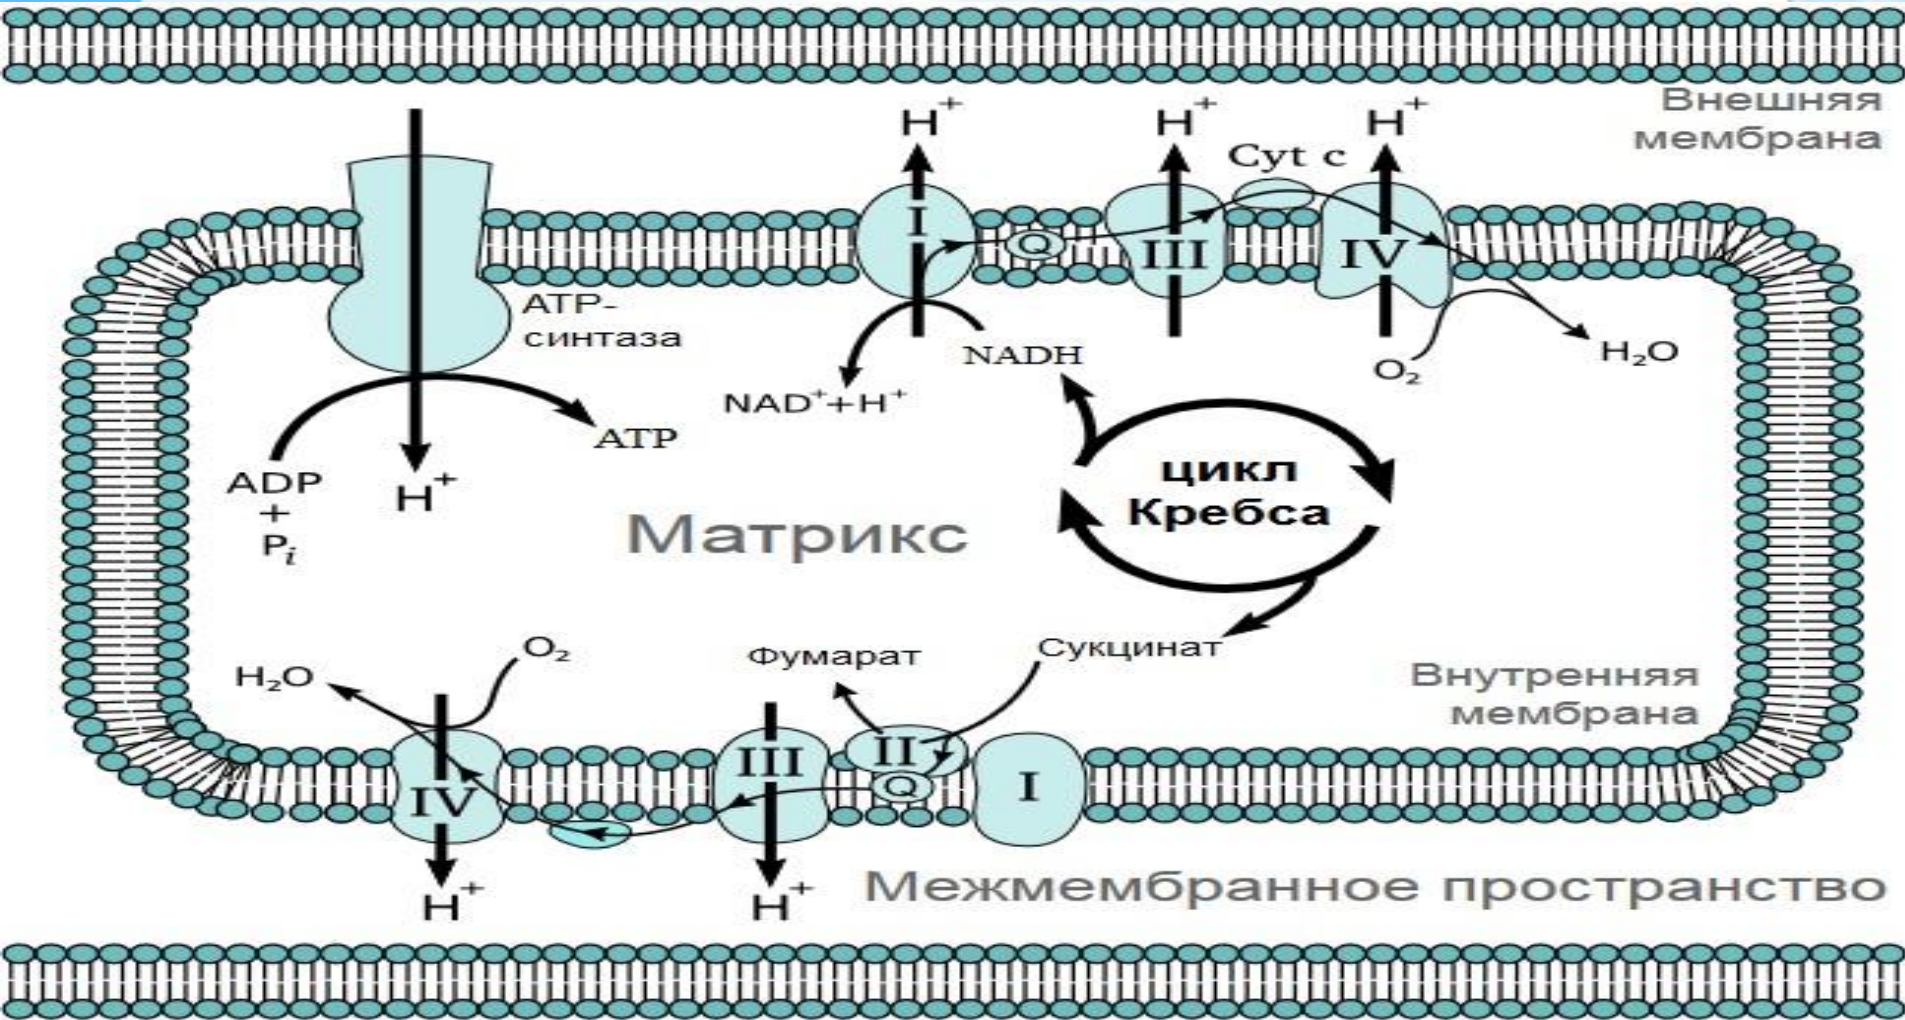 Внешняя
мембрана
H⁺
H⁺
H⁺
Cyt c
I
Q
III
IV
ATP-
синтаза
NADH
NAD⁺+H⁺
O₂
H₂O
ATP
ADP
+
Pᵢ
H⁺
цикл
Кребса
Матрикс
Сукцинат
Фумарат
O₂
H₂O
Внутренняя
мембрана
IV
III
II
Q
I
H⁺
H⁺
Межмембранное пространство